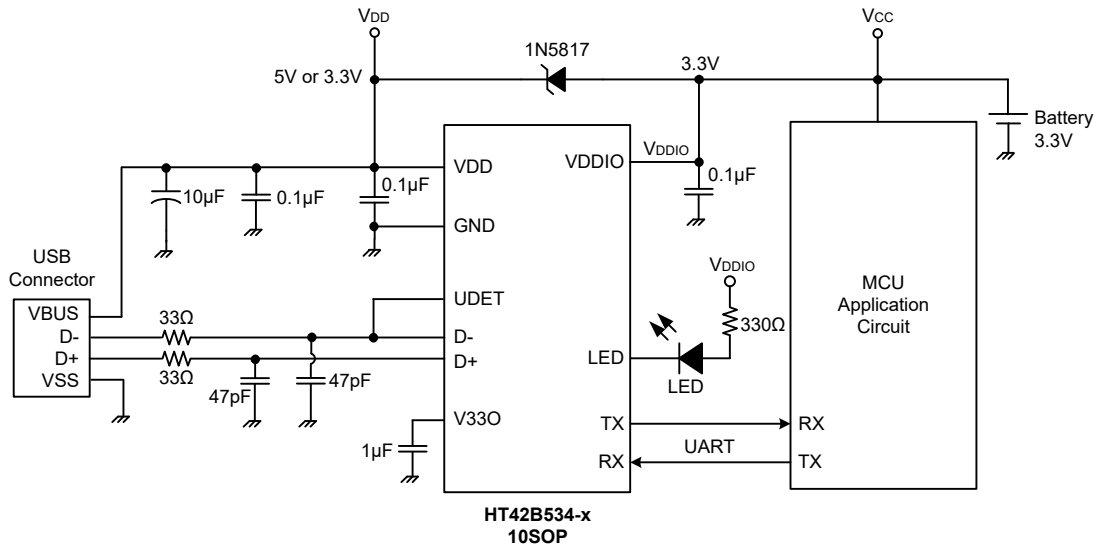 VDD
VCC
1N5817
5V or 3.3V
3.3V
Battery
3.3V
VDD
VDDIO
VDDIO
0.1μF
10μF
0.1μF
0.1μF
GND
USB
Connector
UDET
VDDIO
MCU
Application
Circuit
VBUS
33Ω
330Ω
D-
D-
D+
D+
LED
VSS
33Ω
47pF
47pF
LED
V33O
TX
RX
1μF
UART
RX
TX
HT42B534-x
10SOP